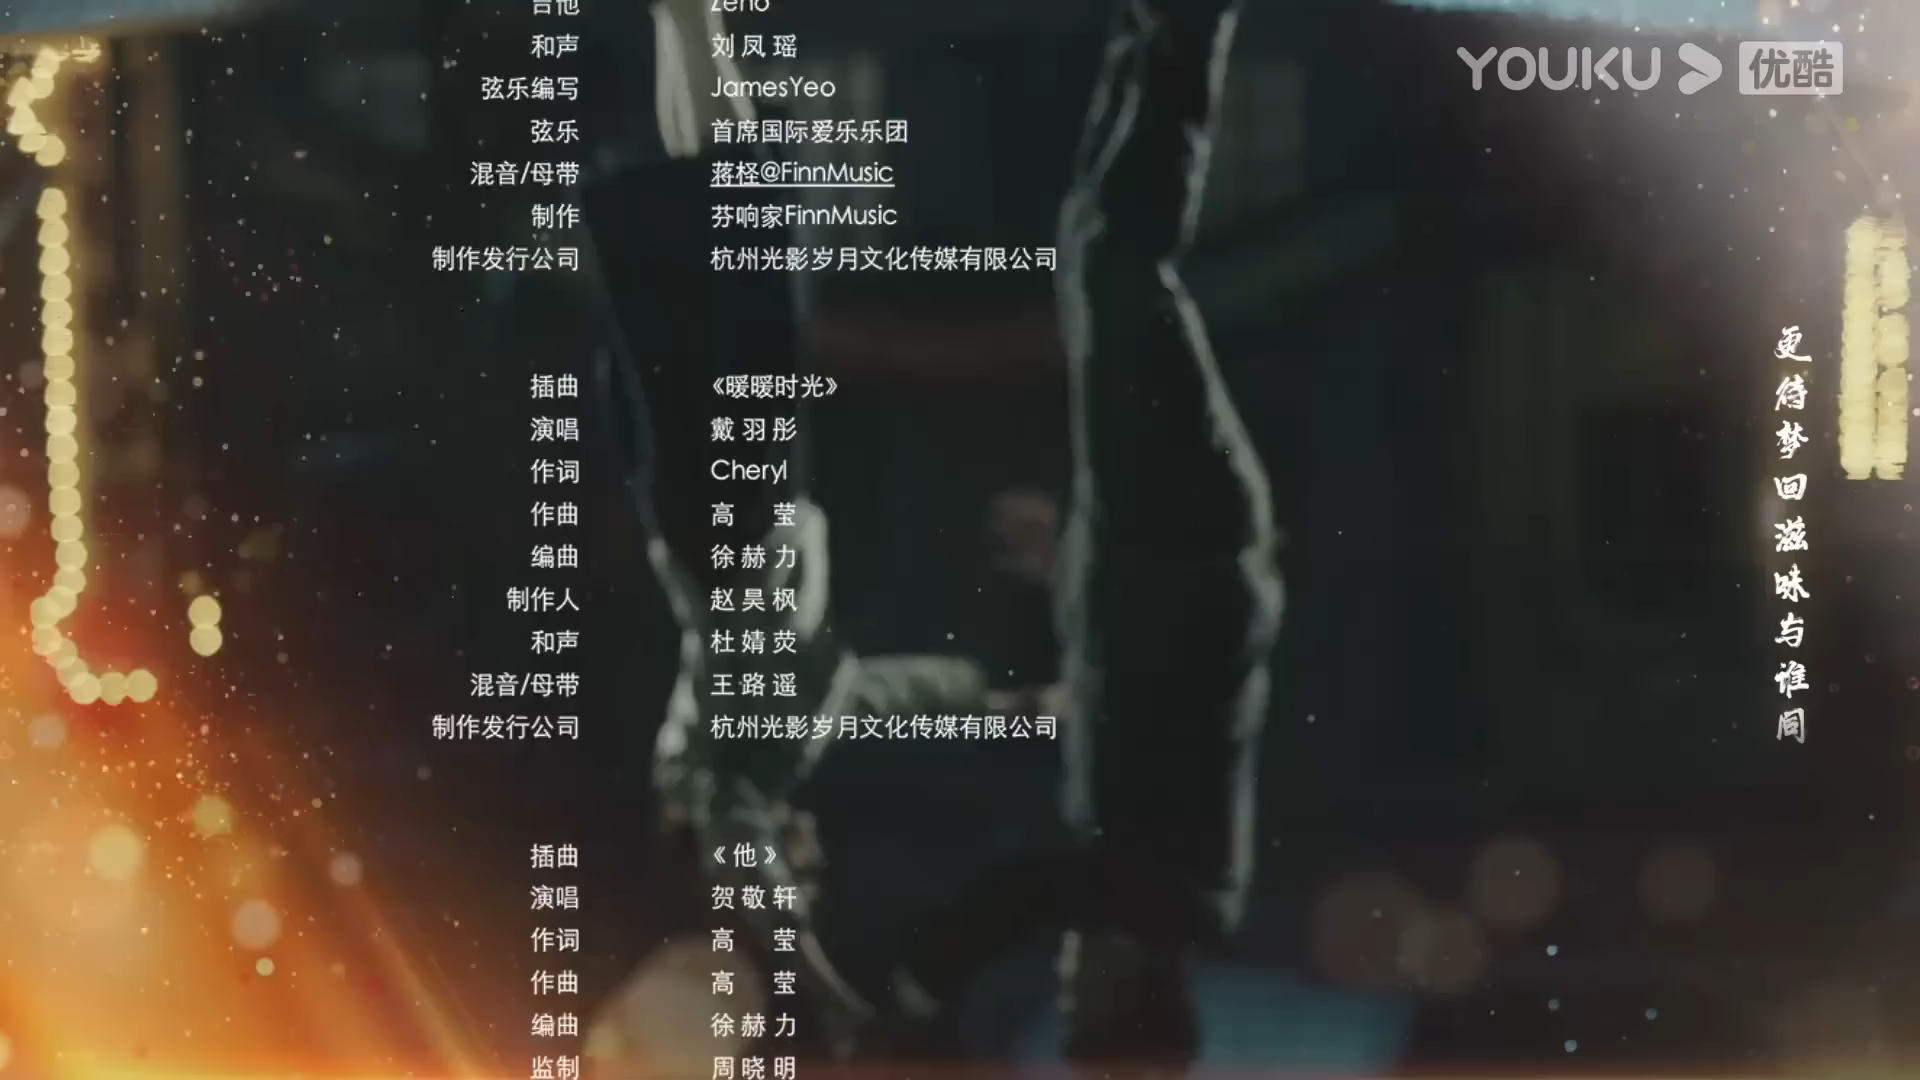 吉他 Zeno
和声 刘凤瑶
弦乐编写 JamesYeo
弦乐 首席国际爱乐乐团
混音/母带 蒋柽@FinnMusic
制作 芬响家FinnMusic
制作发行公司 杭州光影岁月文化传媒有限公司
插曲 《暖暖时光》
演唱 戴羽彤
作词 Cheryl
作曲 高 莹
编曲 徐赫力
制作人 赵昊枫
和声 杜婧荧
混音/母带 王路遥
制作发行公司 杭州光影岁月文化传媒有限公司
插曲 《他》
演唱 贺敬轩
作词 高 莹
作曲 高 莹
编曲 徐赫力
监制 周晓明
YOUKU 优酷
更待梦回滋味与谁同